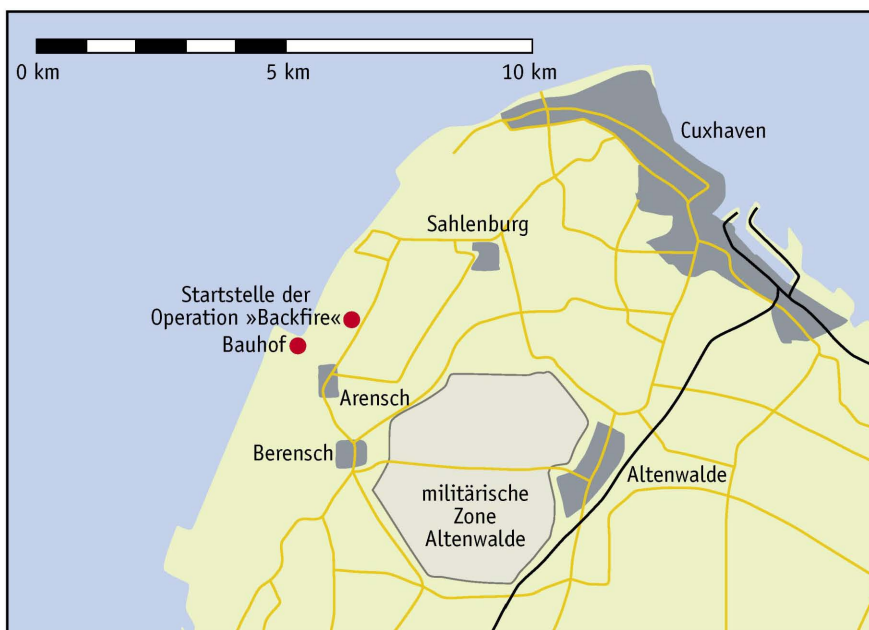 0 km
5 km
10 km
Cuxhaven
Sahlenburg
Startstelle der
Operation »Backfire«
Bauhof
Arensch
Berensch
militärische
Zone
Altenwalde
Altenwalde